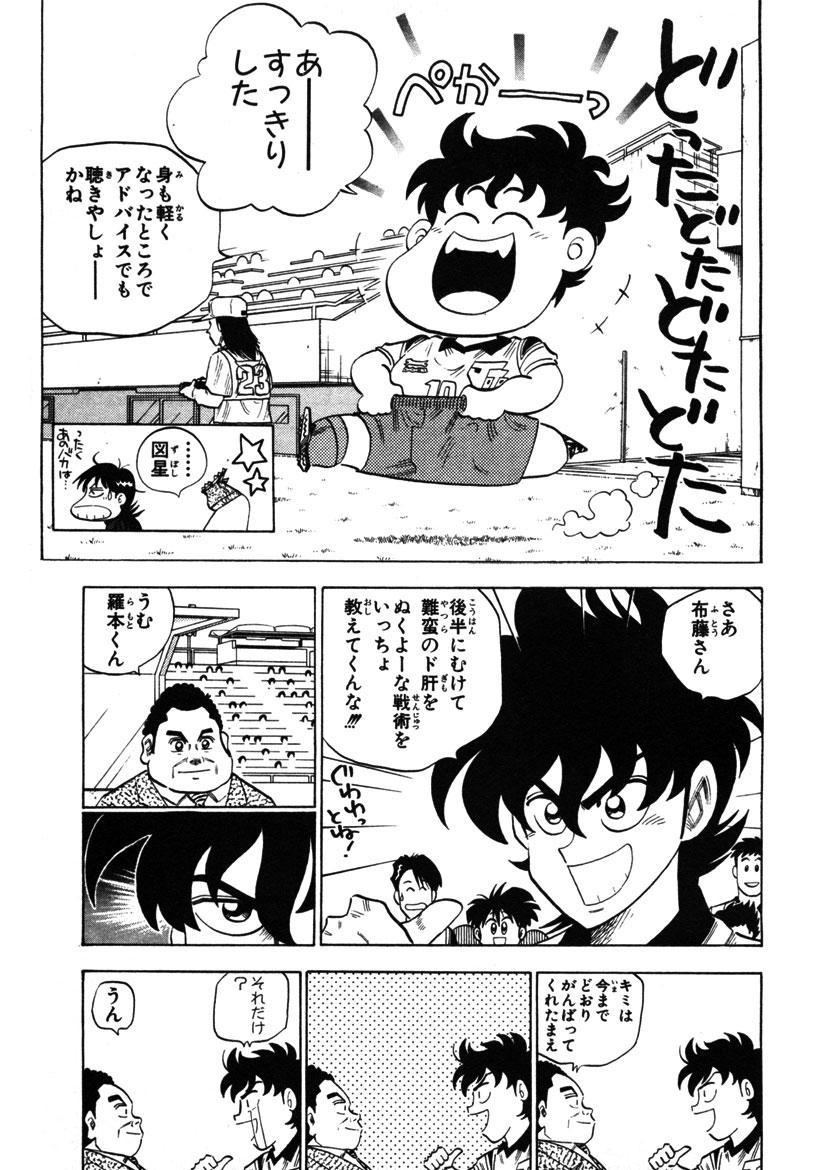 どったどたどたどた
ぺかーーっ
あーー
すっきり
した
身も軽く
なったところで
アドバイスでも
聴きやしょーー
かね
10
23
……
図星
ったく
あのバカは…
さあ
布藤さん
後半にむけて
難蛮のド肝を
ぬくよーな戦術を
いっちょ
教えてくんな!!!
ぐわわっ
とね!
うむ
羅本くん
キミは
今まで
どおり
がんばって
くれたまえ
それだけ
?
うん